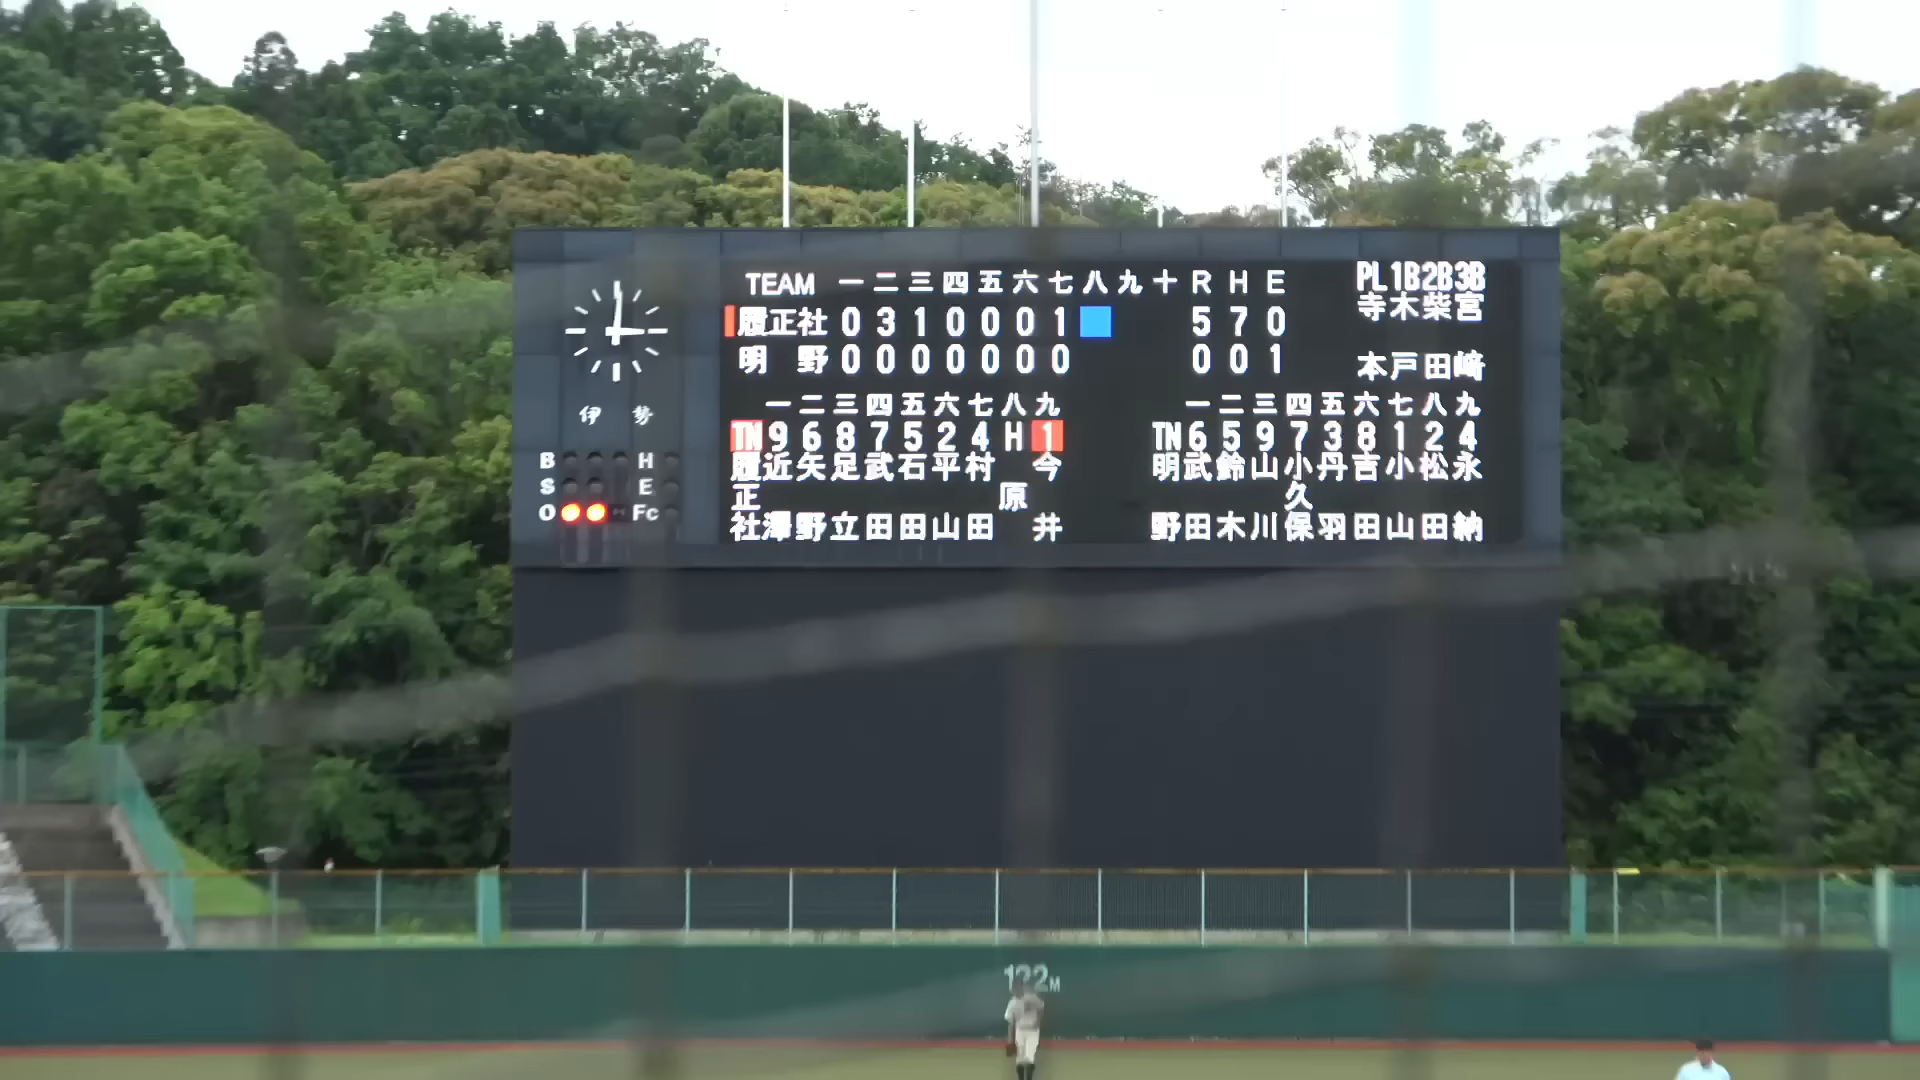 TEAM 一 二 三 四 五 六 七 八 九 十 R H E
履正社 0 3 1 0 0 0 1 5 7 0
明 野 0 0 0 0 0 0 0 0 0 1
PL 1B 2B 3B
寺 木 柴 宮
本 戸 田 﨑
伊 勢
B H
S E
O Fc
一 二 三 四 五 六 七 八 九
TN 9 6 8 7 5 2 4 H 1
履 近 矢 足 武 石 平 村 今
正 原
社 澤 野 立 田 田 山 田 井
一 二 三 四 五 六 七 八 九
TN 6 5 9 7 3 8 1 2 4
明 武 鈴 山 小 丹 吉 小 松 永
久
野 田 木 川 保 羽 田 山 田 納
122M